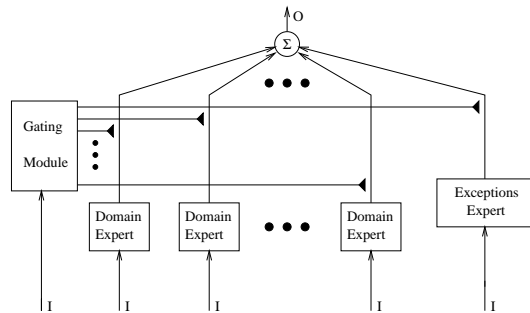 O
Σ
Gating
Module
Domain
Expert
Domain
Expert
Domain
Expert
Exceptions
Expert
I
I
I
I
I